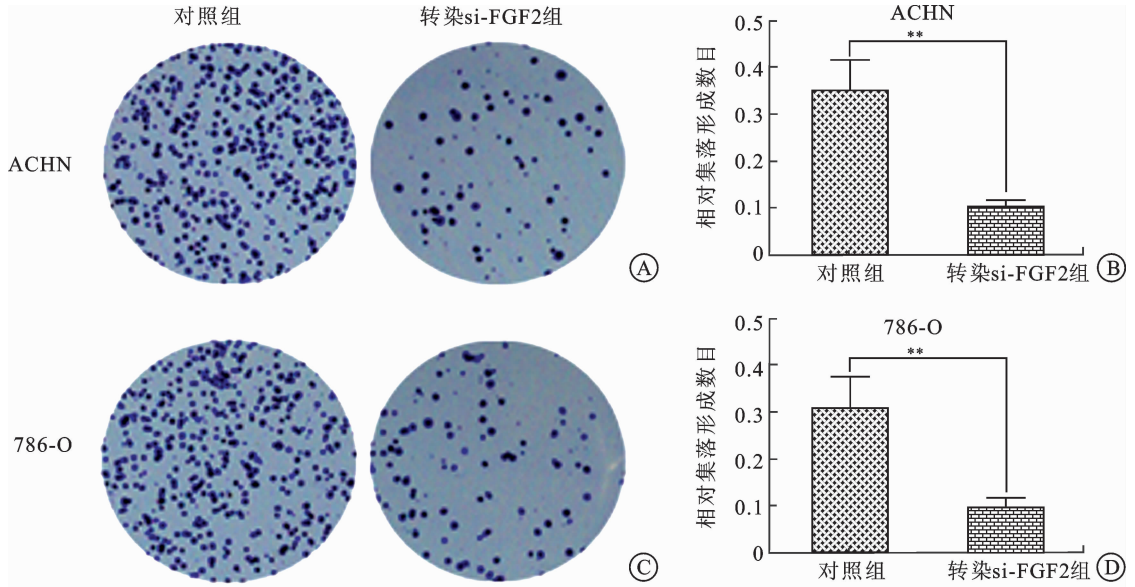 对照组 转染si-FGF2组
ACHN
A
ACHN
**
相对集落形成数目
0.5
0.4
0.3
0.2
0.1
0
对照组 转染si-FGF2组
B
786-O
C
786-O
**
相对集落形成数目
0.5
0.4
0.3
0.2
0.1
0
对照组 转染si-FGF2组
D